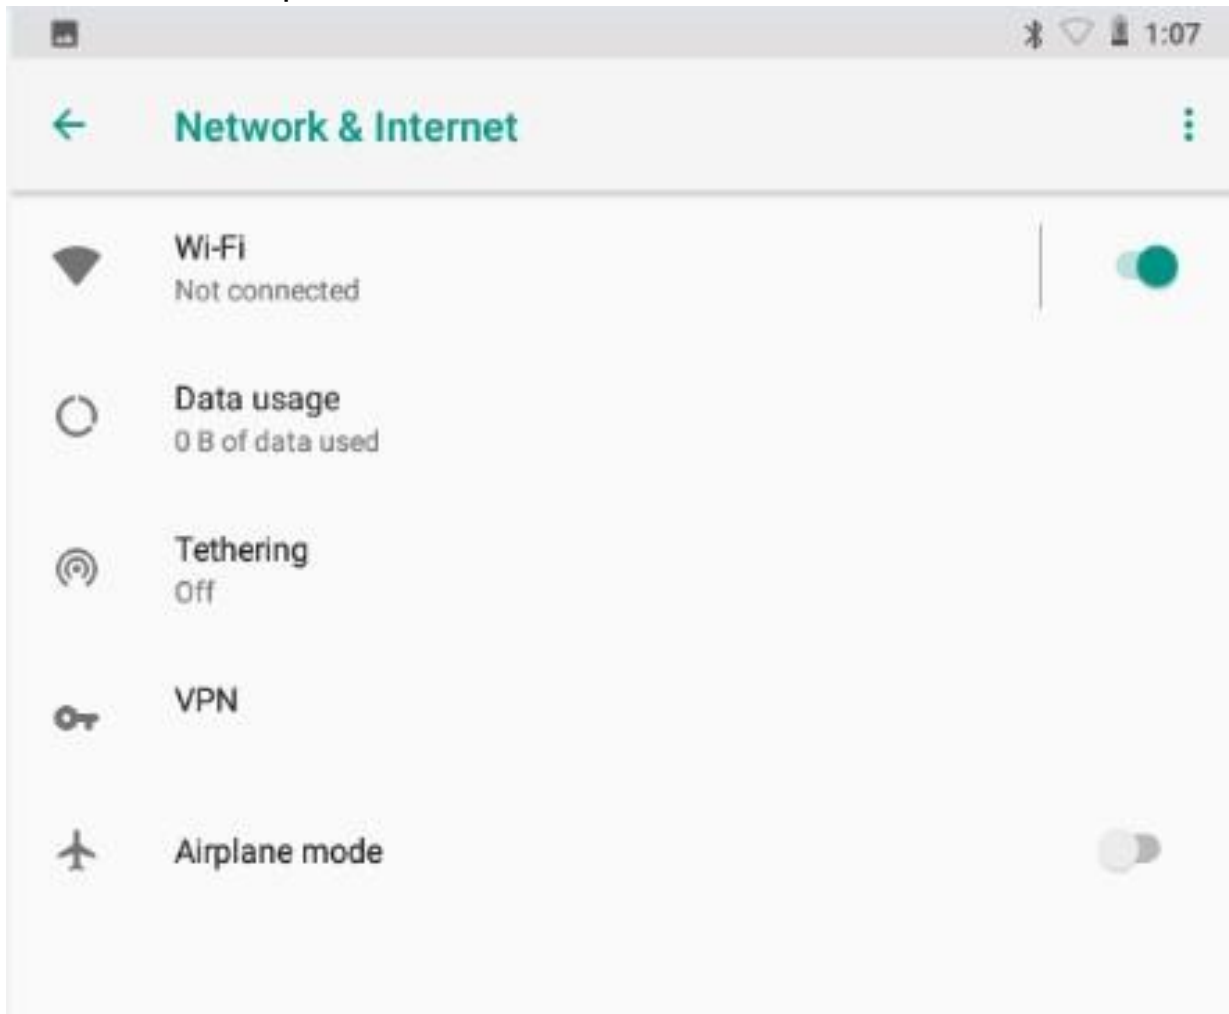 1:07
Network & Internet
Wi-Fi
Not connected
Data usage
0 B of data used
Tethering
Off
VPN
Airplane mode